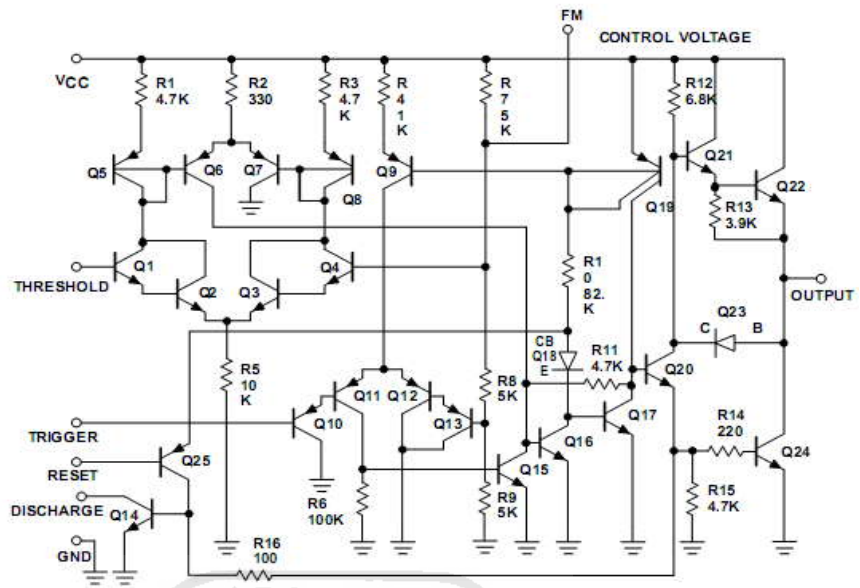 FM
CONTROL VOLTAGE
VCC
R1
4.7K
R2
330
R3
4.7
K
R
4
1
K
R
7
5
K
R12
6.8K
Q5
Q6
Q7
Q8
Q9
Q19
Q21
Q22
R13
3.9K
THRESHOLD
Q1
Q2
Q3
Q4
R1
0
82.
K
OUTPUT
Q23
C
B
CB
Q18
E
R11
4.7K
Q20
R5
10
K
Q11
Q12
R8
5K
Q17
TRIGGER
Q10
Q13
Q16
R14
220
Q24
RESET
Q25
Q15
DISCHARGE
Q14
R6
100K
R9
5K
R15
4.7K
R16
100
GND